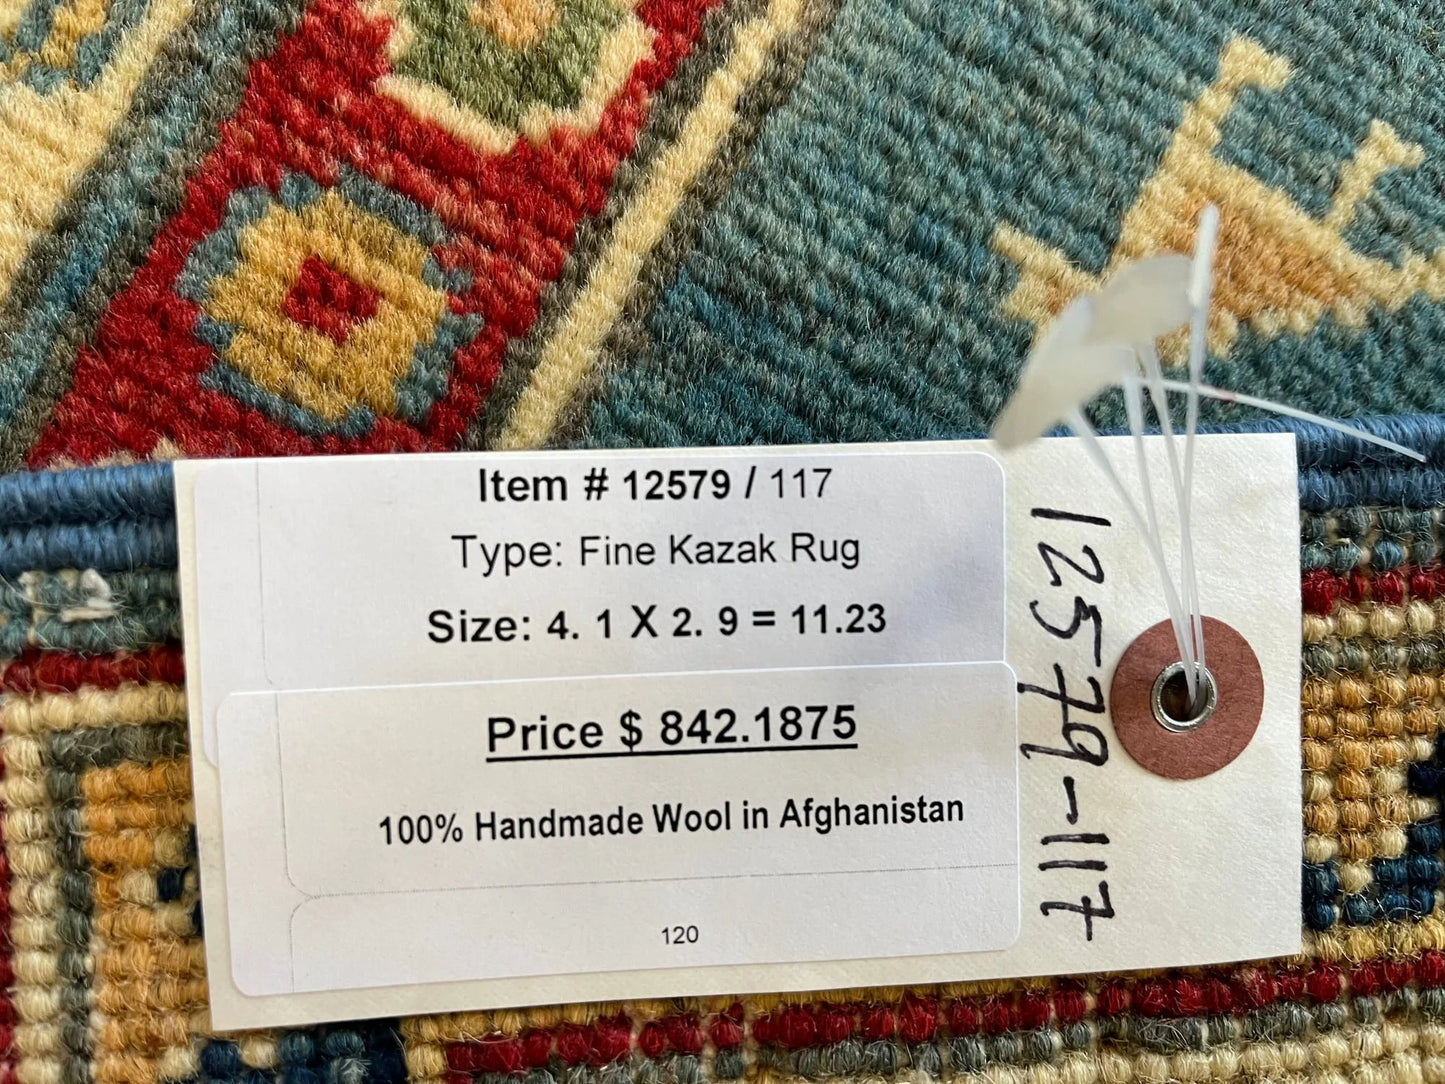 Item # 12579 / 117
Type: Fine Kazak Rug
Size: 4. 1 X 2. 9 = 11.23
Price $ 842.1875
100% Handmade Wool in Afghanistan
120
12579-117